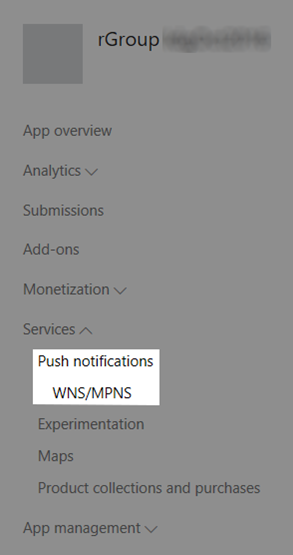 rGroup
App overview
Analytics
Submissions
Add-ons
Monetization
Services
Push notifications
WNS/MPNS
Experimentation
Maps
Product collections and purchases
App management